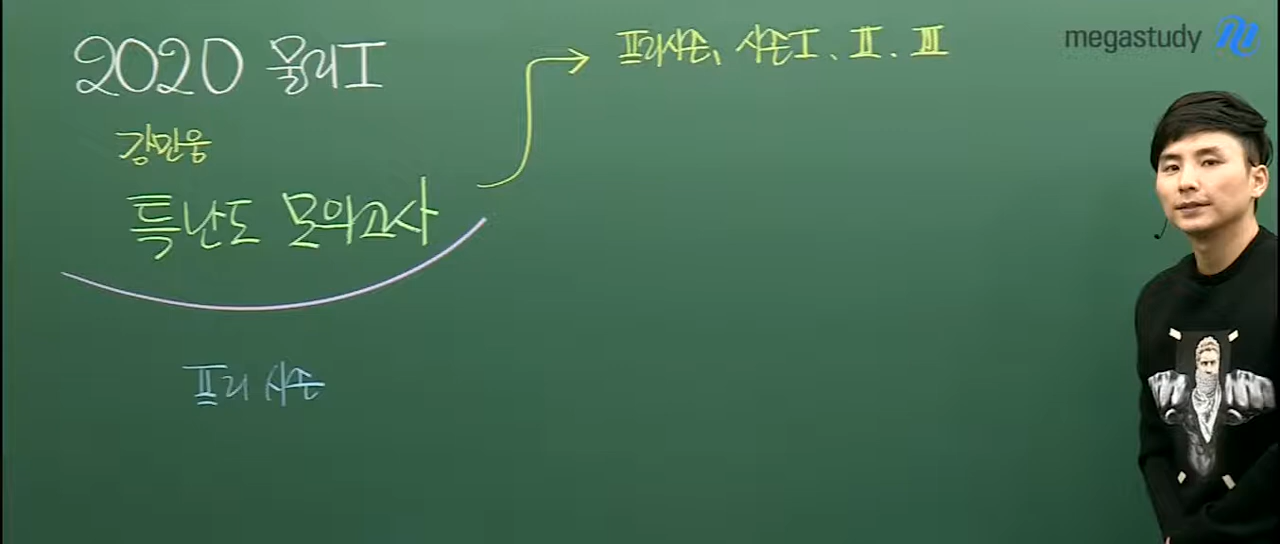 2020 물리I
강민웅
특난도 모의고사
프리시즌, 시즌I, II, III
프리 시즌
megastudy